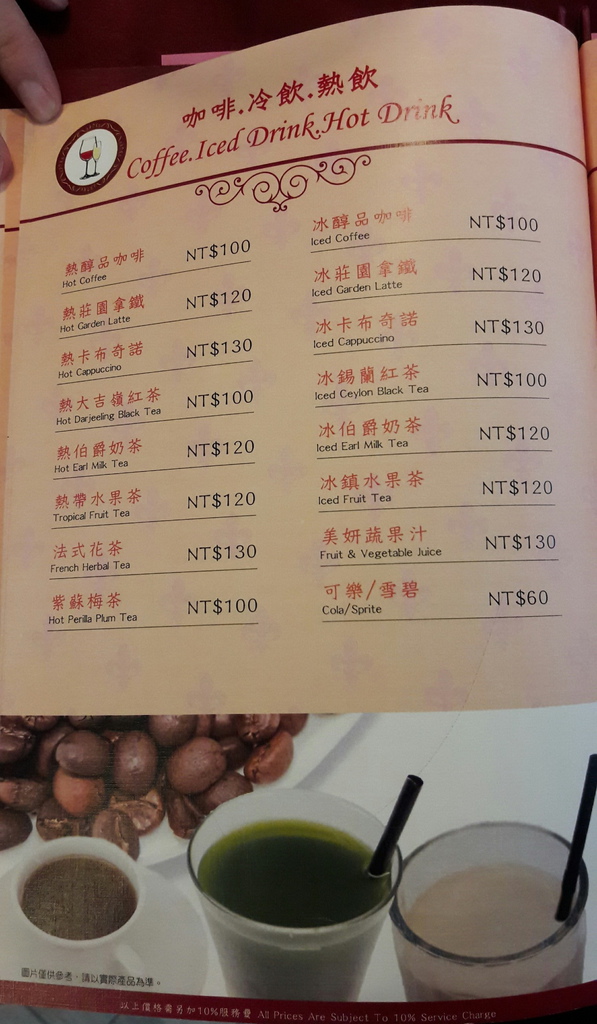 咖啡.冷飲.熱飲
Coffee.Iced Drink.Hot Drink
熱醇品咖啡 NT$100
Hot Coffee
熱莊園拿鐵 NT$120
Hot Garden Latte
熱卡布奇諾 NT$130
Hot Cappuccino
熱大吉嶺紅茶 NT$100
Hot Darjeeling Black Tea
熱伯爵奶茶 NT$120
Hot Earl Milk Tea
熱帶水果茶 NT$120
Tropical Fruit Tea
法式花茶 NT$130
French Herbal Tea
紫蘇梅茶 NT$100
Hot Perilla Plum Tea
冰醇品咖啡 NT$100
Iced Coffee
冰莊園拿鐵 NT$120
Iced Garden Latte
冰卡布奇諾 NT$130
Iced Cappuccino
冰錫蘭紅茶 NT$100
Iced Ceylon Black Tea
冰伯爵奶茶 NT$120
Iced Earl Milk Tea
冰鎮水果茶 NT$120
Iced Fruit Tea
美妍蔬果汁 NT$130
Fruit & Vegetable Juice
可樂/雪碧 NT$60
Cola/Sprite
圖片僅供參考，請以實際產品為準。
以上價格需另加10%服務費 All Prices Are Subject To 10% Service Charge